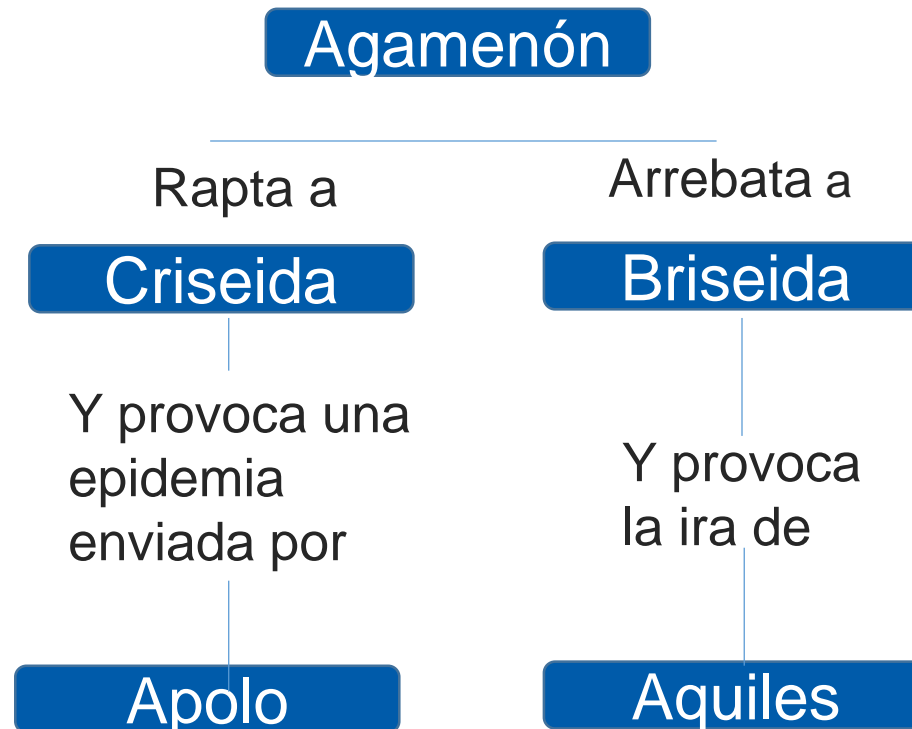 Agamenón
Rapta a
Arrebata a
Criseida
Briseida
Y provoca una
epidemia
enviada por
Y provoca
la ira de
Apolo
Aquiles